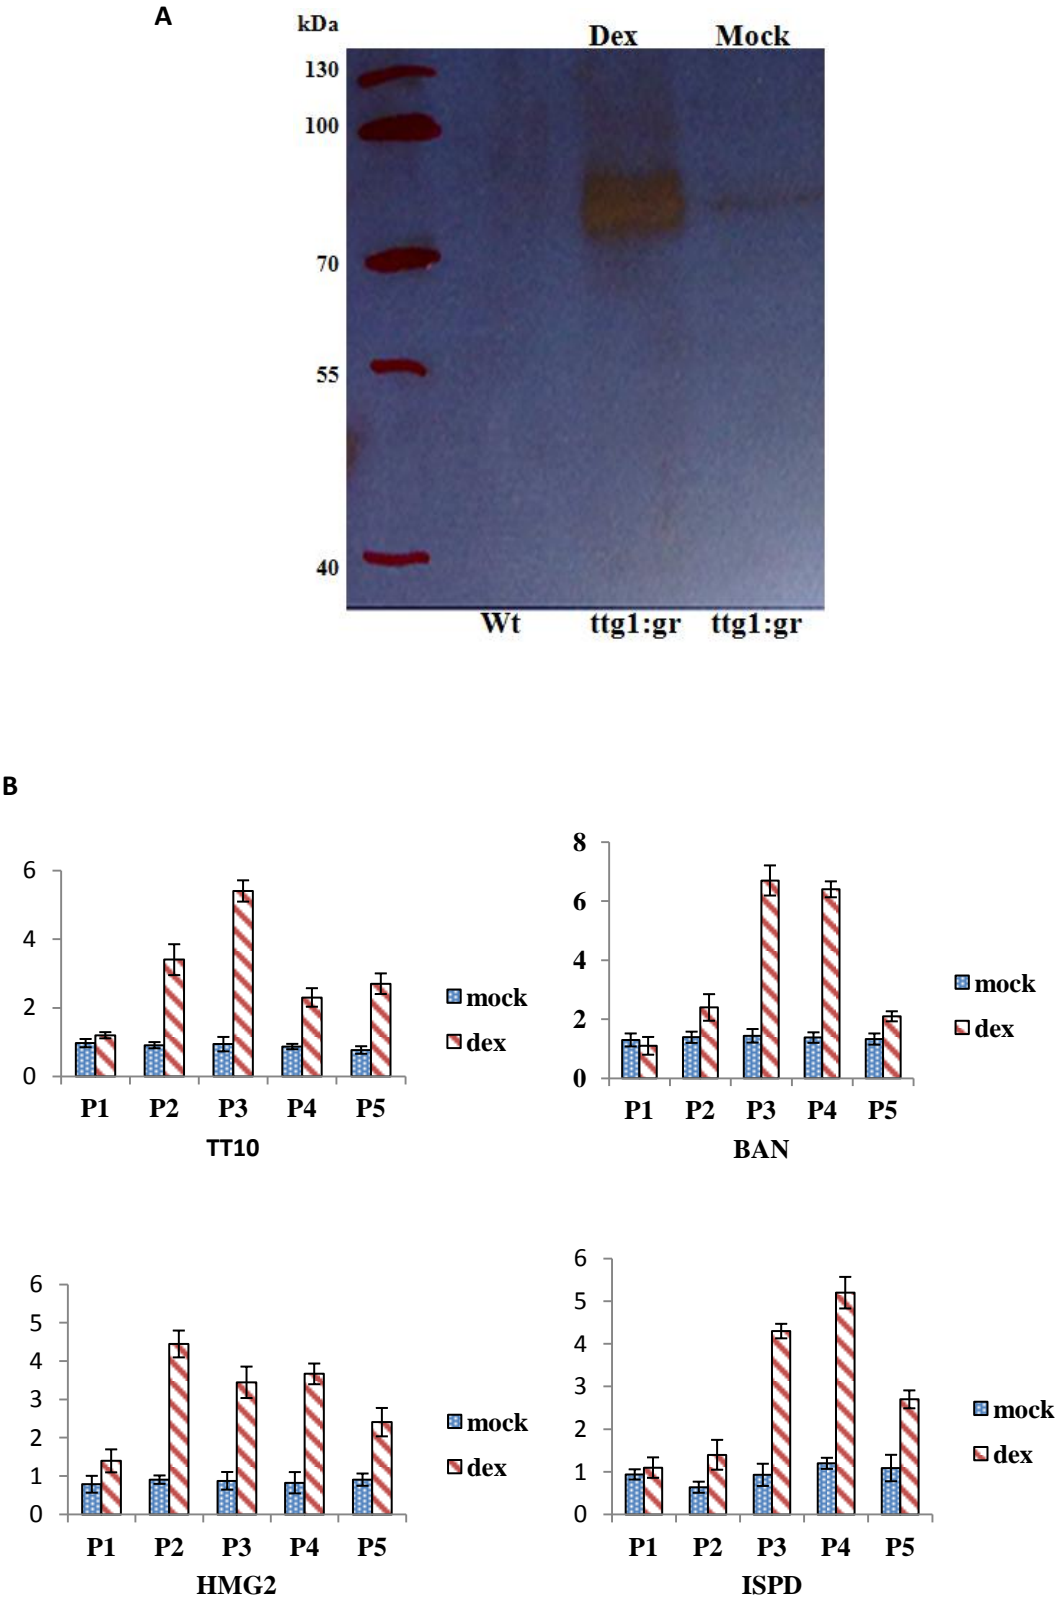 A
kDa
Dex Mock
130
100
70
55
40
Wt ttg1:gr ttg1:gr
B
6
4
2
0
P1 P2 P3 P4 P5
TT10
mock
dex
8
6
4
2
0
P1 P2 P3 P4 P5
BAN
mock
dex
6
5
4
3
2
1
0
P1 P2 P3 P4 P5
HMG2
mock
dex
6
5
4
3
2
1
0
P1 P2 P3 P4 P5
ISPD
mock
dex